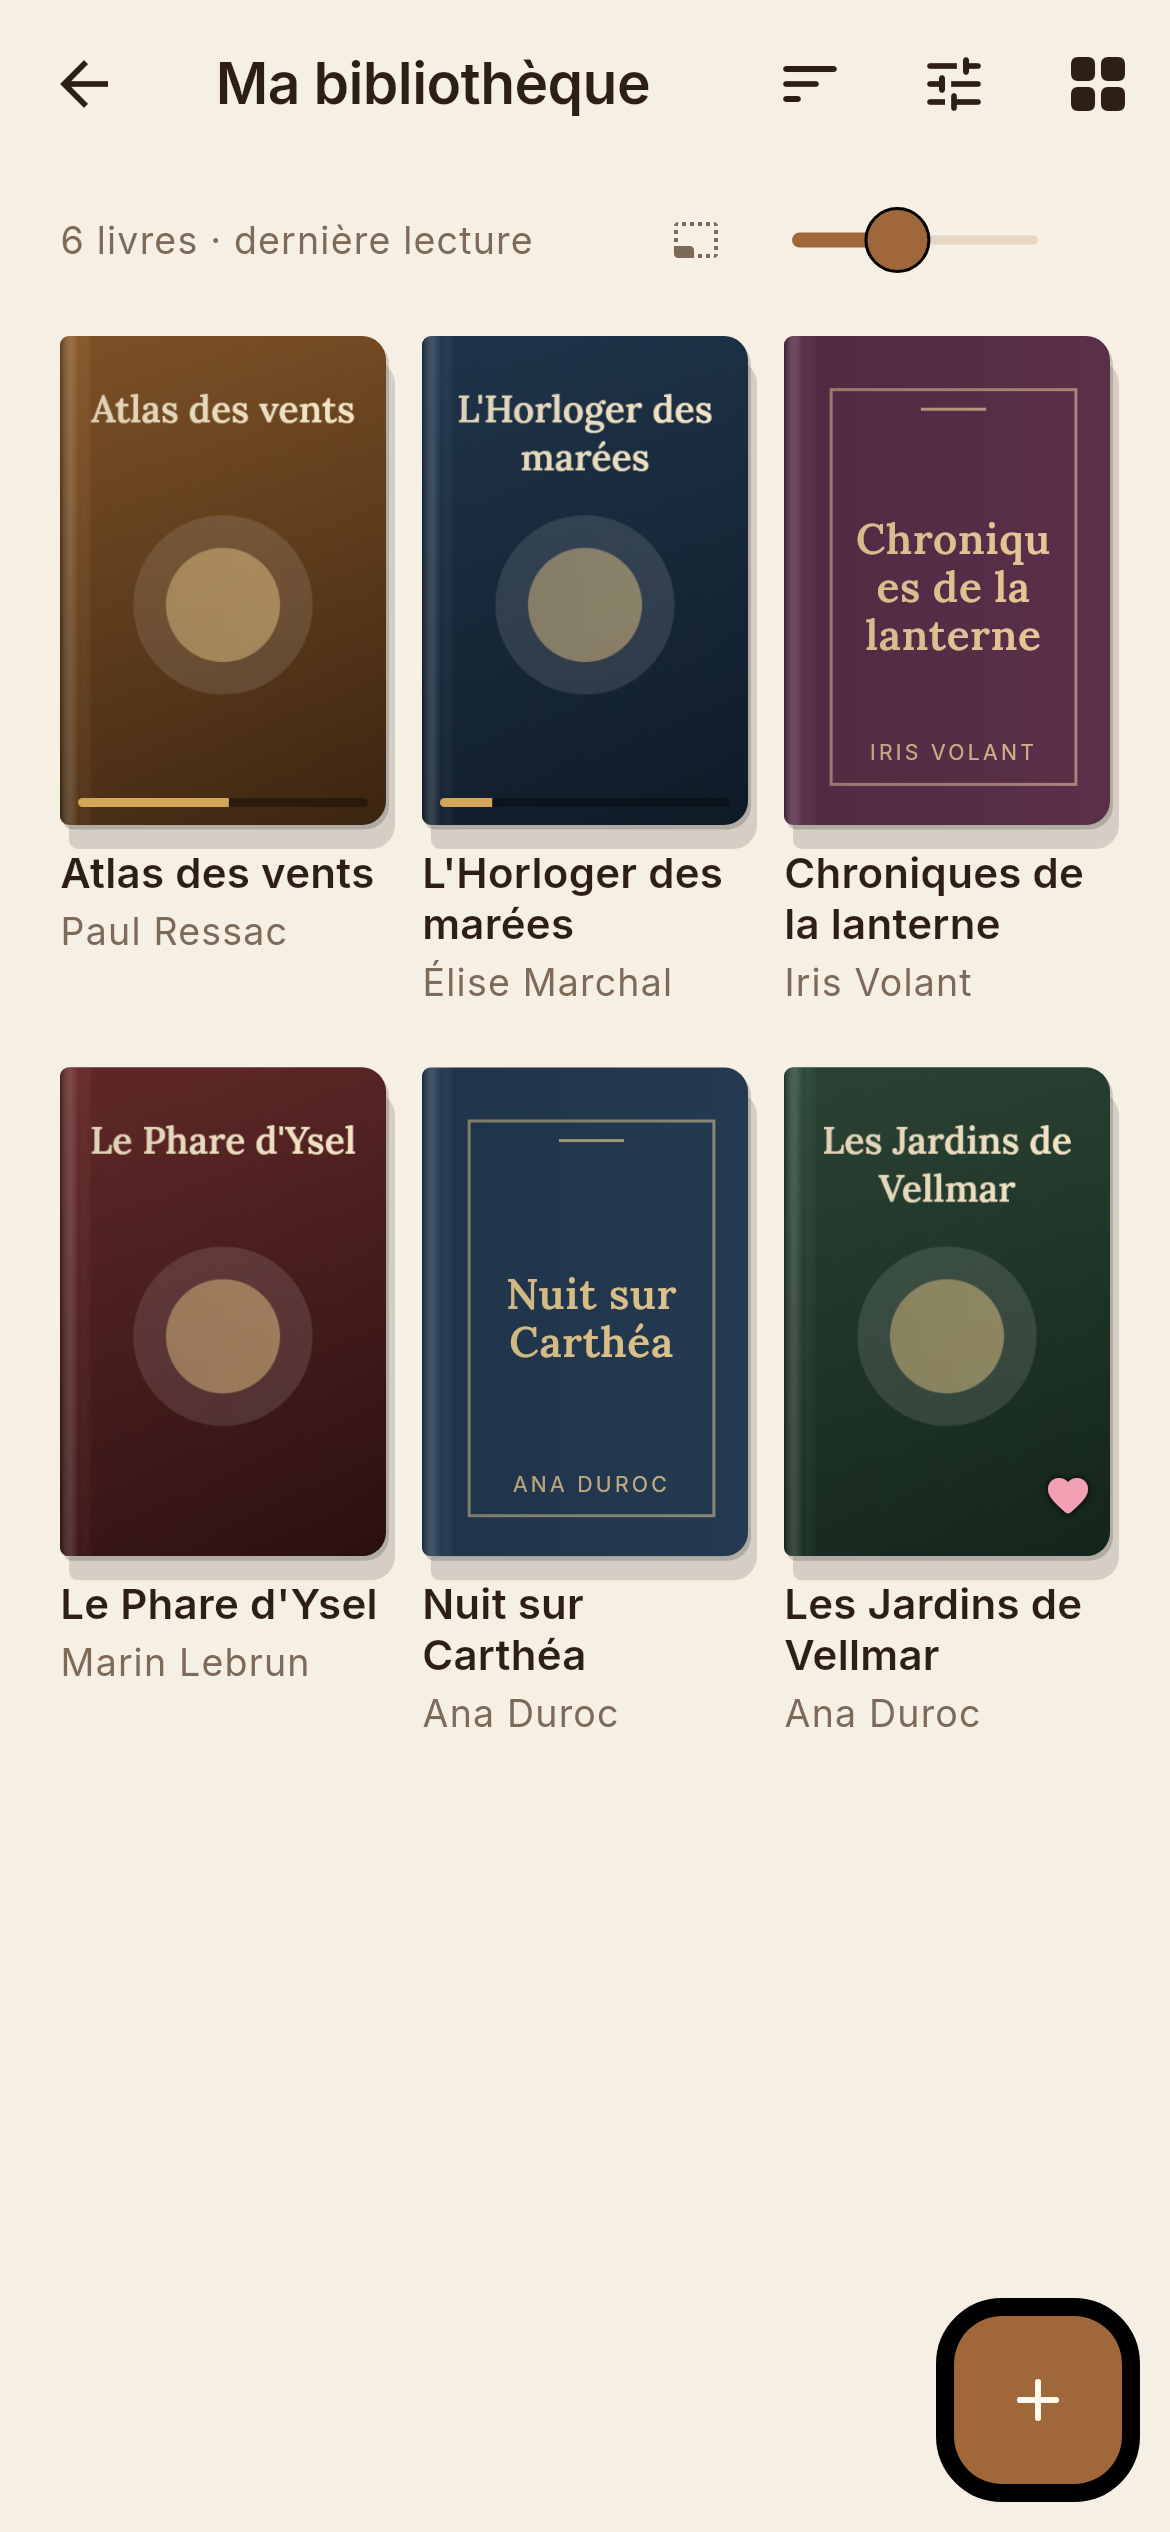 Ma bibliothèque
6 livres · dernière lecture
Atlas des vents
L'Horloger des
marées
Chroniqu
es de la
lanterne
IRIS VOLANT
Atlas des vents
Paul Ressac
L'Horloger des
marées
Élise Marchal
Chroniques de
la lanterne
Iris Volant
Le Phare d'Ysel
Nuit sur
Carthéa
ANA DUROC
Les Jardins de
Vellmar
Le Phare d'Ysel
Marin Lebrun
Nuit sur
Carthéa
Ana Duroc
Les Jardins de
Vellmar
Ana Duroc